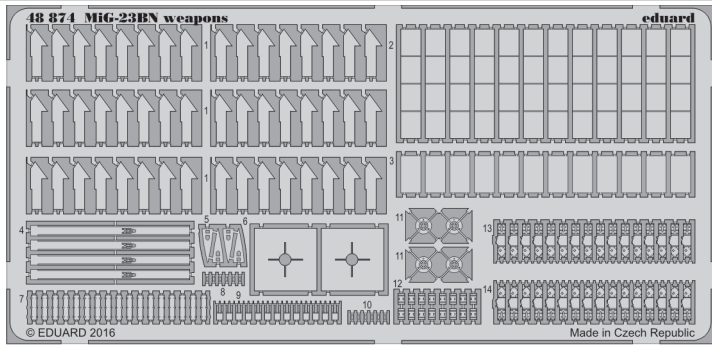 48 874 MiG-23BN weapons eduard
1 2
1
3
1
4 5 6 11 13
11
8
7 9 10 12 14
© EDUARD 2016 Made in Czech Republic